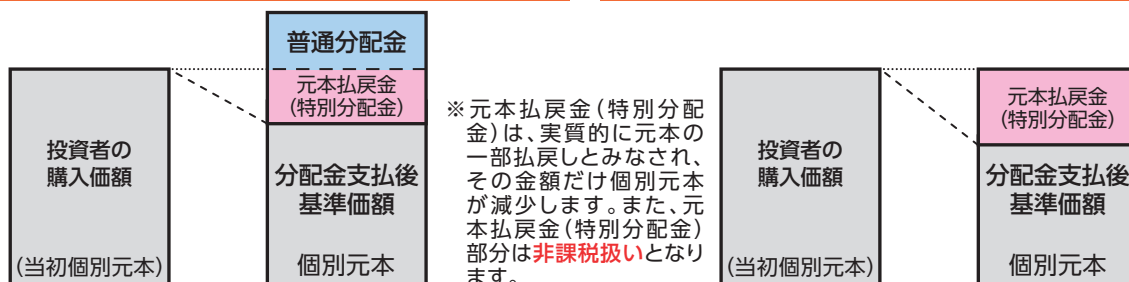 普通分配金
元本払戻金
(特別分配金)
投資者の
購入価額
(当初個別元本)
分配金支払後
基準価額
個別元本
※元本払戻金(特別分配
金)は、実質的に元本の
一部払戻しとみなされ、
その金額だけ個別元本
が減少します。また、元
本払戻金(特別分配金)
部分は非課税扱いとなり
ます。
投資者の
購入価額
(当初個別元本)
元本払戻金
(特別分配金)
分配金支払後
基準価額
個別元本